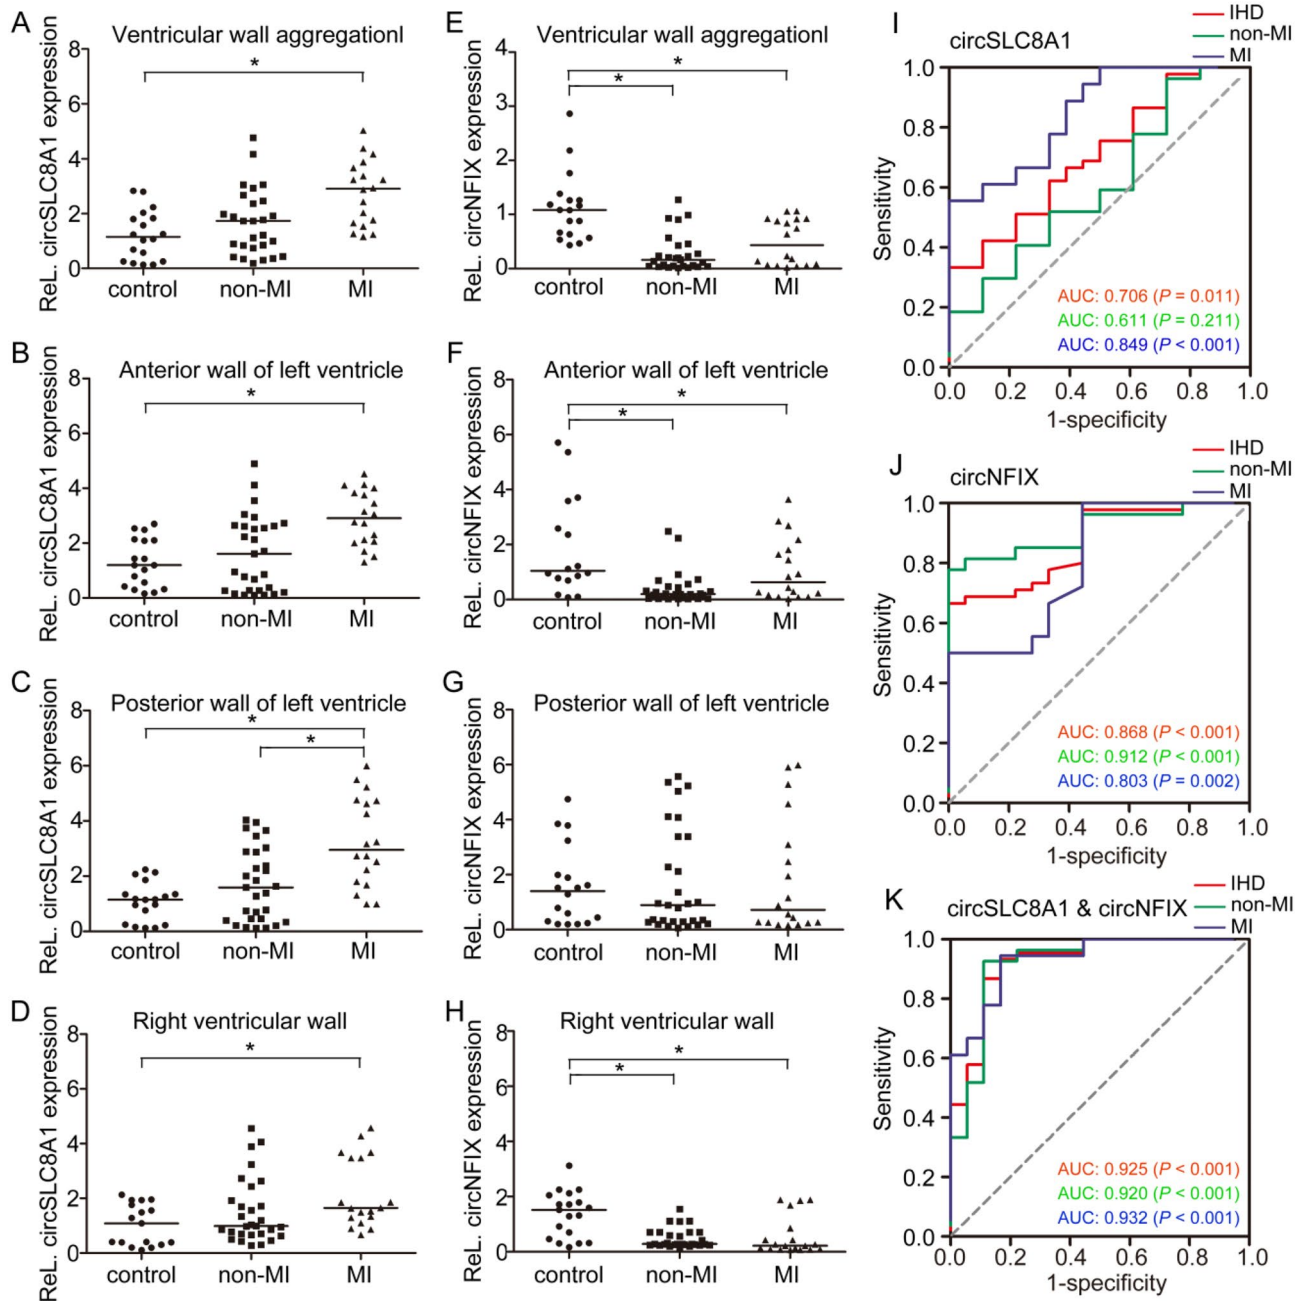 A
Ventricular wall aggregationl
ReL. circSLC8A1 expression
8
6
4
2
0
*
control non-MI MI
E
Ventricular wall aggregationl
ReL. circNFIX expression
4
3
2
1
0
*
*
control non-MI MI
I
circSLC8A1
IHD
non-MI
MI
Sensitivity
1.0
0.8
0.6
0.4
0.2
0.0
AUC: 0.706 (P = 0.011)
AUC: 0.611 (P = 0.211)
AUC: 0.849 (P < 0.001)
0.0 0.2 0.4 0.6 0.8 1.0
1-specificity
B
Anterior wall of left ventricle
ReL. circSLC8A1 expression
8
6
4
2
0
*
control non-MI MI
F
Anterior wall of left ventricle
ReL. circNFIX expression
8
6
4
2
0
*
*
control non-MI MI
J
circNFIX
IHD
non-MI
MI
Sensitivity
1.0
0.8
0.6
0.4
0.2
0.0
AUC: 0.868 (P < 0.001)
AUC: 0.912 (P < 0.001)
AUC: 0.803 (P = 0.002)
0.0 0.2 0.4 0.6 0.8 1.0
1-specificity
C
Posterior wall of left ventricle
ReL. circSLC8A1 expression
8
6
4
2
0
*
*
control non-MI MI
G
Posterior wall of left ventricle
ReL. circNFIX expression
8
6
4
2
0
control non-MI MI
K
circSLC8A1 & circNFIX
IHD
non-MI
MI
Sensitivity
1.0
0.8
0.6
0.4
0.2
0.0
AUC: 0.925 (P < 0.001)
AUC: 0.920 (P < 0.001)
AUC: 0.932 (P < 0.001)
0.0 0.2 0.4 0.6 0.8 1.0
1-specificity
D
Right ventricular wall
ReL. circSLC8A1 expression
8
6
4
2
0
*
control non-MI MI
H
Right ventricular wall
ReL. circNFIX expression
8
6
4
2
0
*
*
control non-MI MI